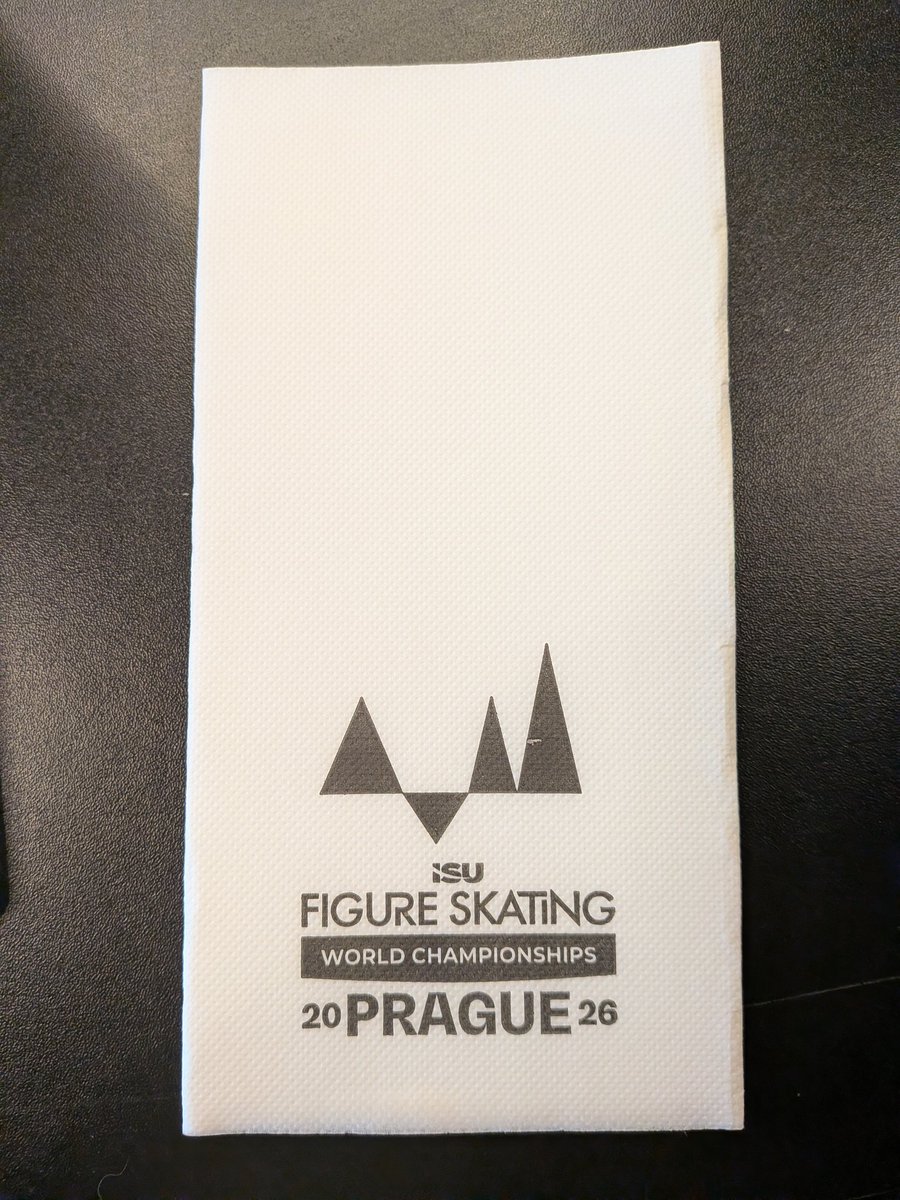 ISU
FIGURE SKATING
WORLD CHAMPIONSHIPS
20 PRAGUE 26